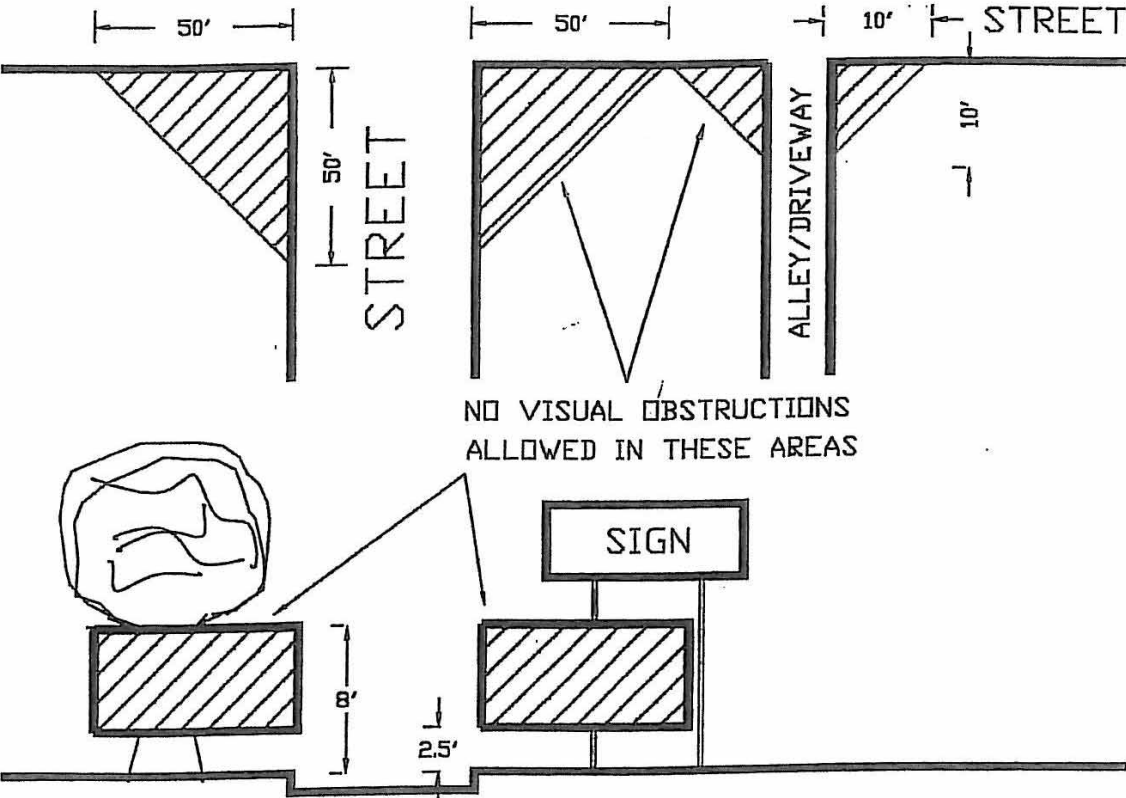 50'
50'
10'
STREET
50'
STREET
ALLEY/DRIVEWAY
10'
NO VISUAL OBSTRUCTIONS
ALLOWED IN THESE AREAS
SIGN
8'
2.5'